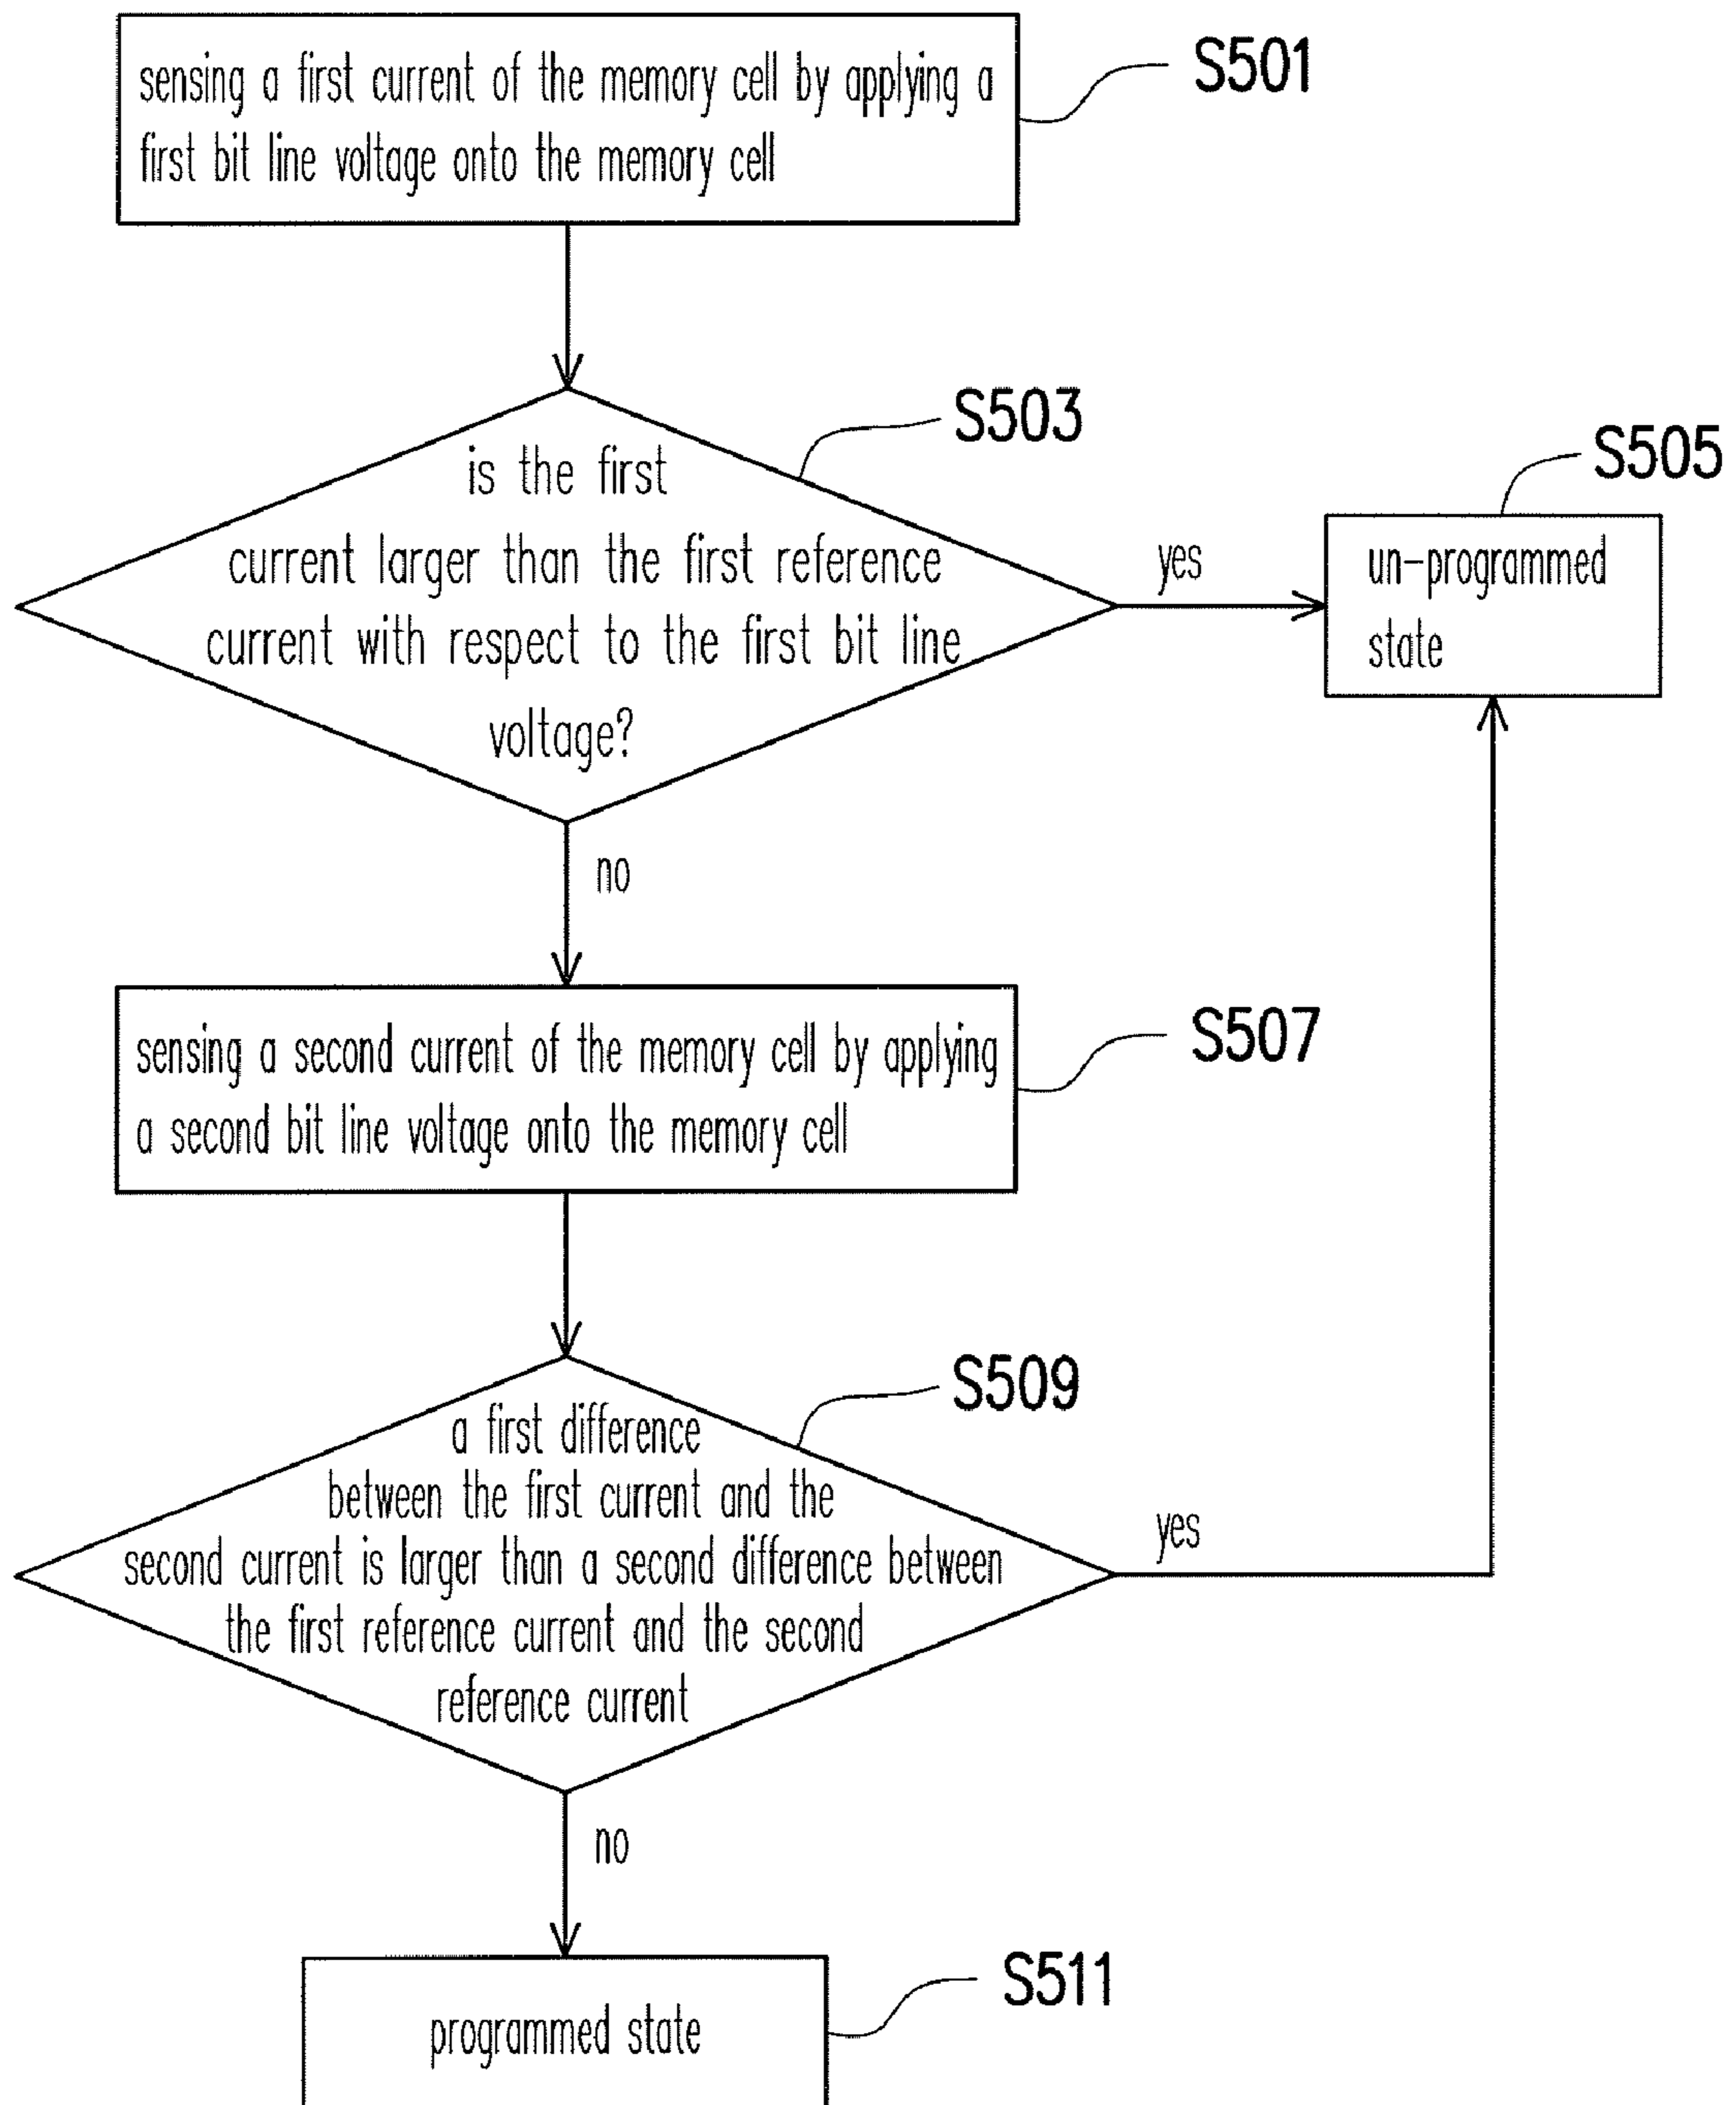 sensing a first current of the memory cell by applying a
first bit line voltage onto the memory cell
S501
is the first
current larger than the first reference
current with respect to the first bit line
voltage?
S503
yes
S505
un-programmed
state
no
sensing a second current of the memory cell by applying
a second bit line voltage onto the memory cell
S507
a first difference
between the first current and the
second current is larger than a second difference between
the first reference current and the second
reference current
S509
yes
no
programmed state
S511